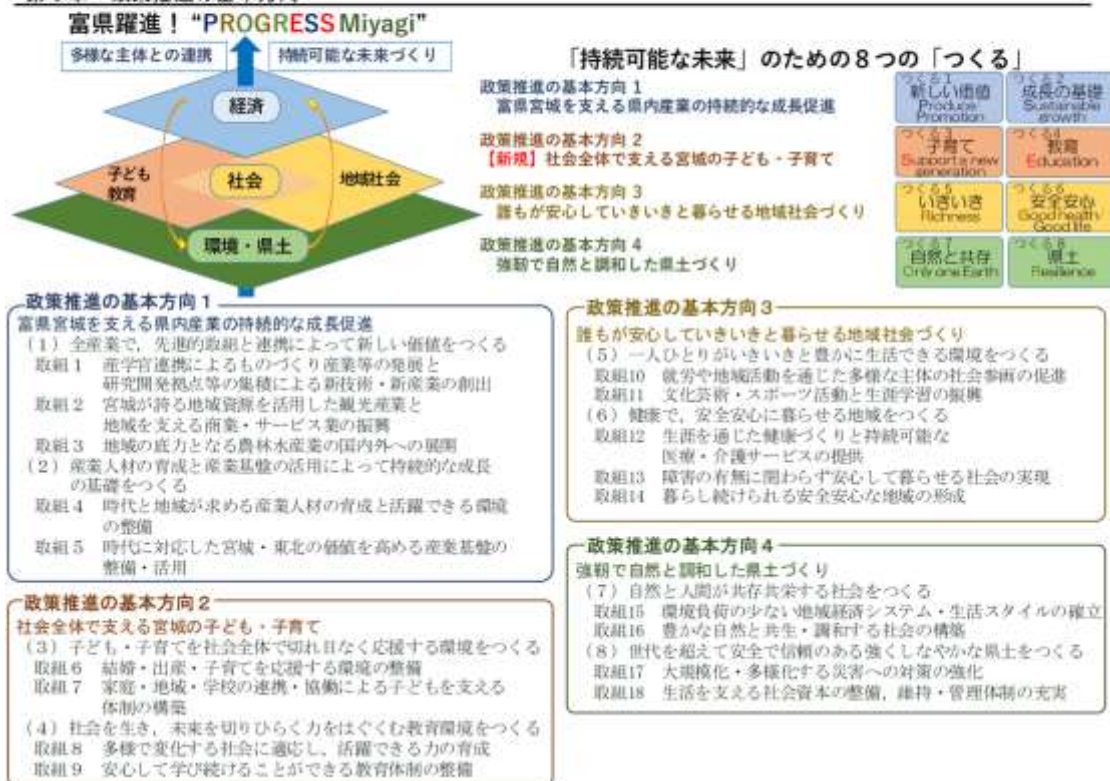 富県躍進！“PROGRESS Miyagi”
多様な主体との連携
持続可能な未来づくり
経済
子ども
教育
社会
地域社会
環境・県土
「持続可能な未来」のための８つの「つくる」
政策推進の基本方向 1
富県宮城を支える県内産業の持続的な成長促進
政策推進の基本方向 2
【新規】社会全体で支える宮城の子ども・子育て
政策推進の基本方向 3
誰もが安心していきいきと暮らせる地域社会づくり
政策推進の基本方向 4
強靭で自然と調和した県土づくり
つくる1
新しい価値
Produce
Promotion
つくる2
成長の基礎
Sustainable
growth
つくる3
子育て
Support a new
generation
つくる4
教育
Education
つくる5
いきいき
Richness
つくる6
安全安心
Good health/
Good life
つくる7
自然と共存
Only one Earth
つくる8
県土
Resilience
政策推進の基本方向１
富県宮城を支える県内産業の持続的な成長促進
（１）全産業で，先進的取組と連携によって新しい価値をつくる
取組１　産学官連携によるものづくり産業等の発展と
研究開発拠点等の集積による新技術・新産業の創出
取組２　宮城が誇る地域資源を活用した観光産業と
地域を支える商業・サービス業の振興
取組３　地域の底力となる農林水産業の国内外への展開
（２）産業人材の育成と産業基盤の活用によって持続的な成長
の基礎をつくる
取組４　時代と地域が求める産業人材の育成と活躍できる環境
の整備
取組５　時代に対応した宮城・東北の価値を高める産業基盤の
整備・活用
政策推進の基本方向２
社会全体で支える宮城の子ども・子育て
（３）子ども・子育てを社会全体で切れ目なく応援する環境をつくる
取組６　結婚・出産・子育てを応援する環境の整備
取組７　家庭・地域・学校の連携・協働による子どもを支える
体制の構築
（４）社会を生き，未来を切りひらく力をはぐくむ教育環境をつくる
取組８　多様で変化する社会に適応し、活躍できる力の育成
取組９　安心して学び続けることができる教育体制の整備
政策推進の基本方向３
誰もが安心していきいきと暮らせる地域社会づくり
（５）一人ひとりがいきいきと豊かに生活できる環境をつくる
取組10　就労や地域活動を通じた多様な主体の社会参画の促進
取組11　文化芸術・スポーツ活動と生涯学習の振興
（６）健康で，安全安心に暮らせる地域をつくる
取組12　生涯を通じた健康づくりと持続可能な
医療・介護サービスの提供
取組13　障害の有無に関わらず安心して暮らせる社会の実現
取組14　暮らし続けられる安全安心な地域の形成
政策推進の基本方向４
強靭で自然と調和した県土づくり
（７）自然と人間が共存共栄する社会をつくる
取組15　環境負荷の少ない地域経済システム・生活スタイルの確立
取組16　豊かな自然と共生・調和する社会の構築
（８）世代を超えて安全で信頼のある強くしなやかな県土をつくる
取組17　大規模化・多様化する災害への対策の強化
取組18　生活を支える社会資本の整備，維持・管理体制の充実